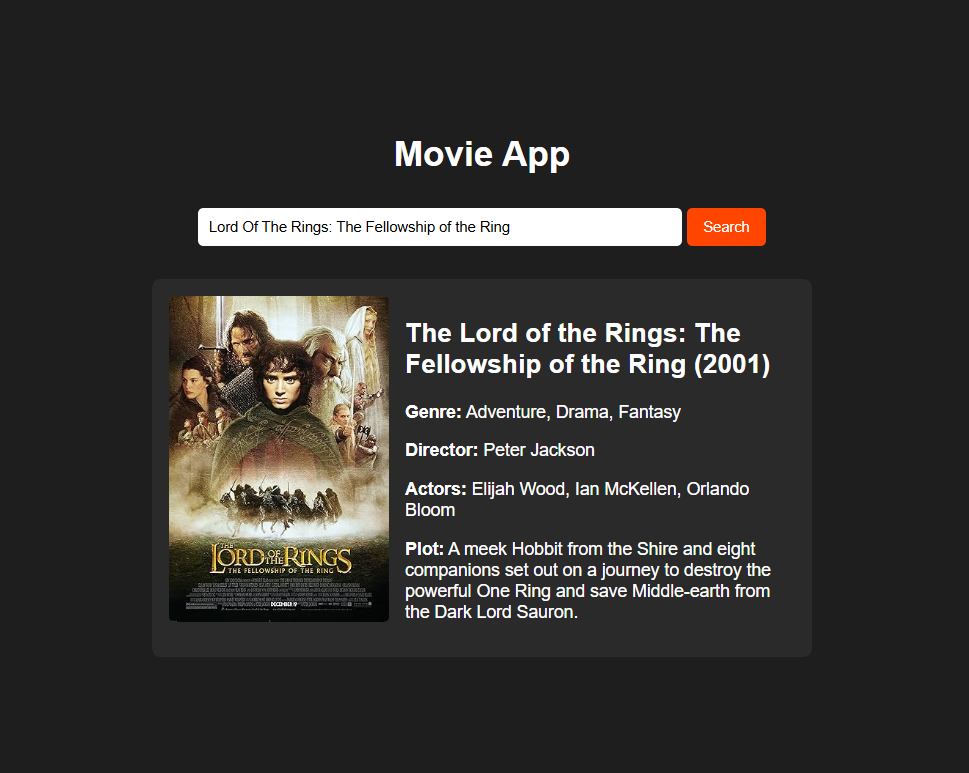 Movie App
Lord Of The Rings: The Fellowship of the Ring
Search
The Lord of the Rings: The
Fellowship of the Ring (2001)
Genre: Adventure, Drama, Fantasy
Director: Peter Jackson
Actors: Elijah Wood, Ian McKellen, Orlando
Bloom
Plot: A meek Hobbit from the Shire and eight
companions set out on a journey to destroy the
powerful One Ring and save Middle-earth from
the Dark Lord Sauron.
THE
LORD OF THE RINGS
THE FELLOWSHIP OF THE RING
DECEMBER 19